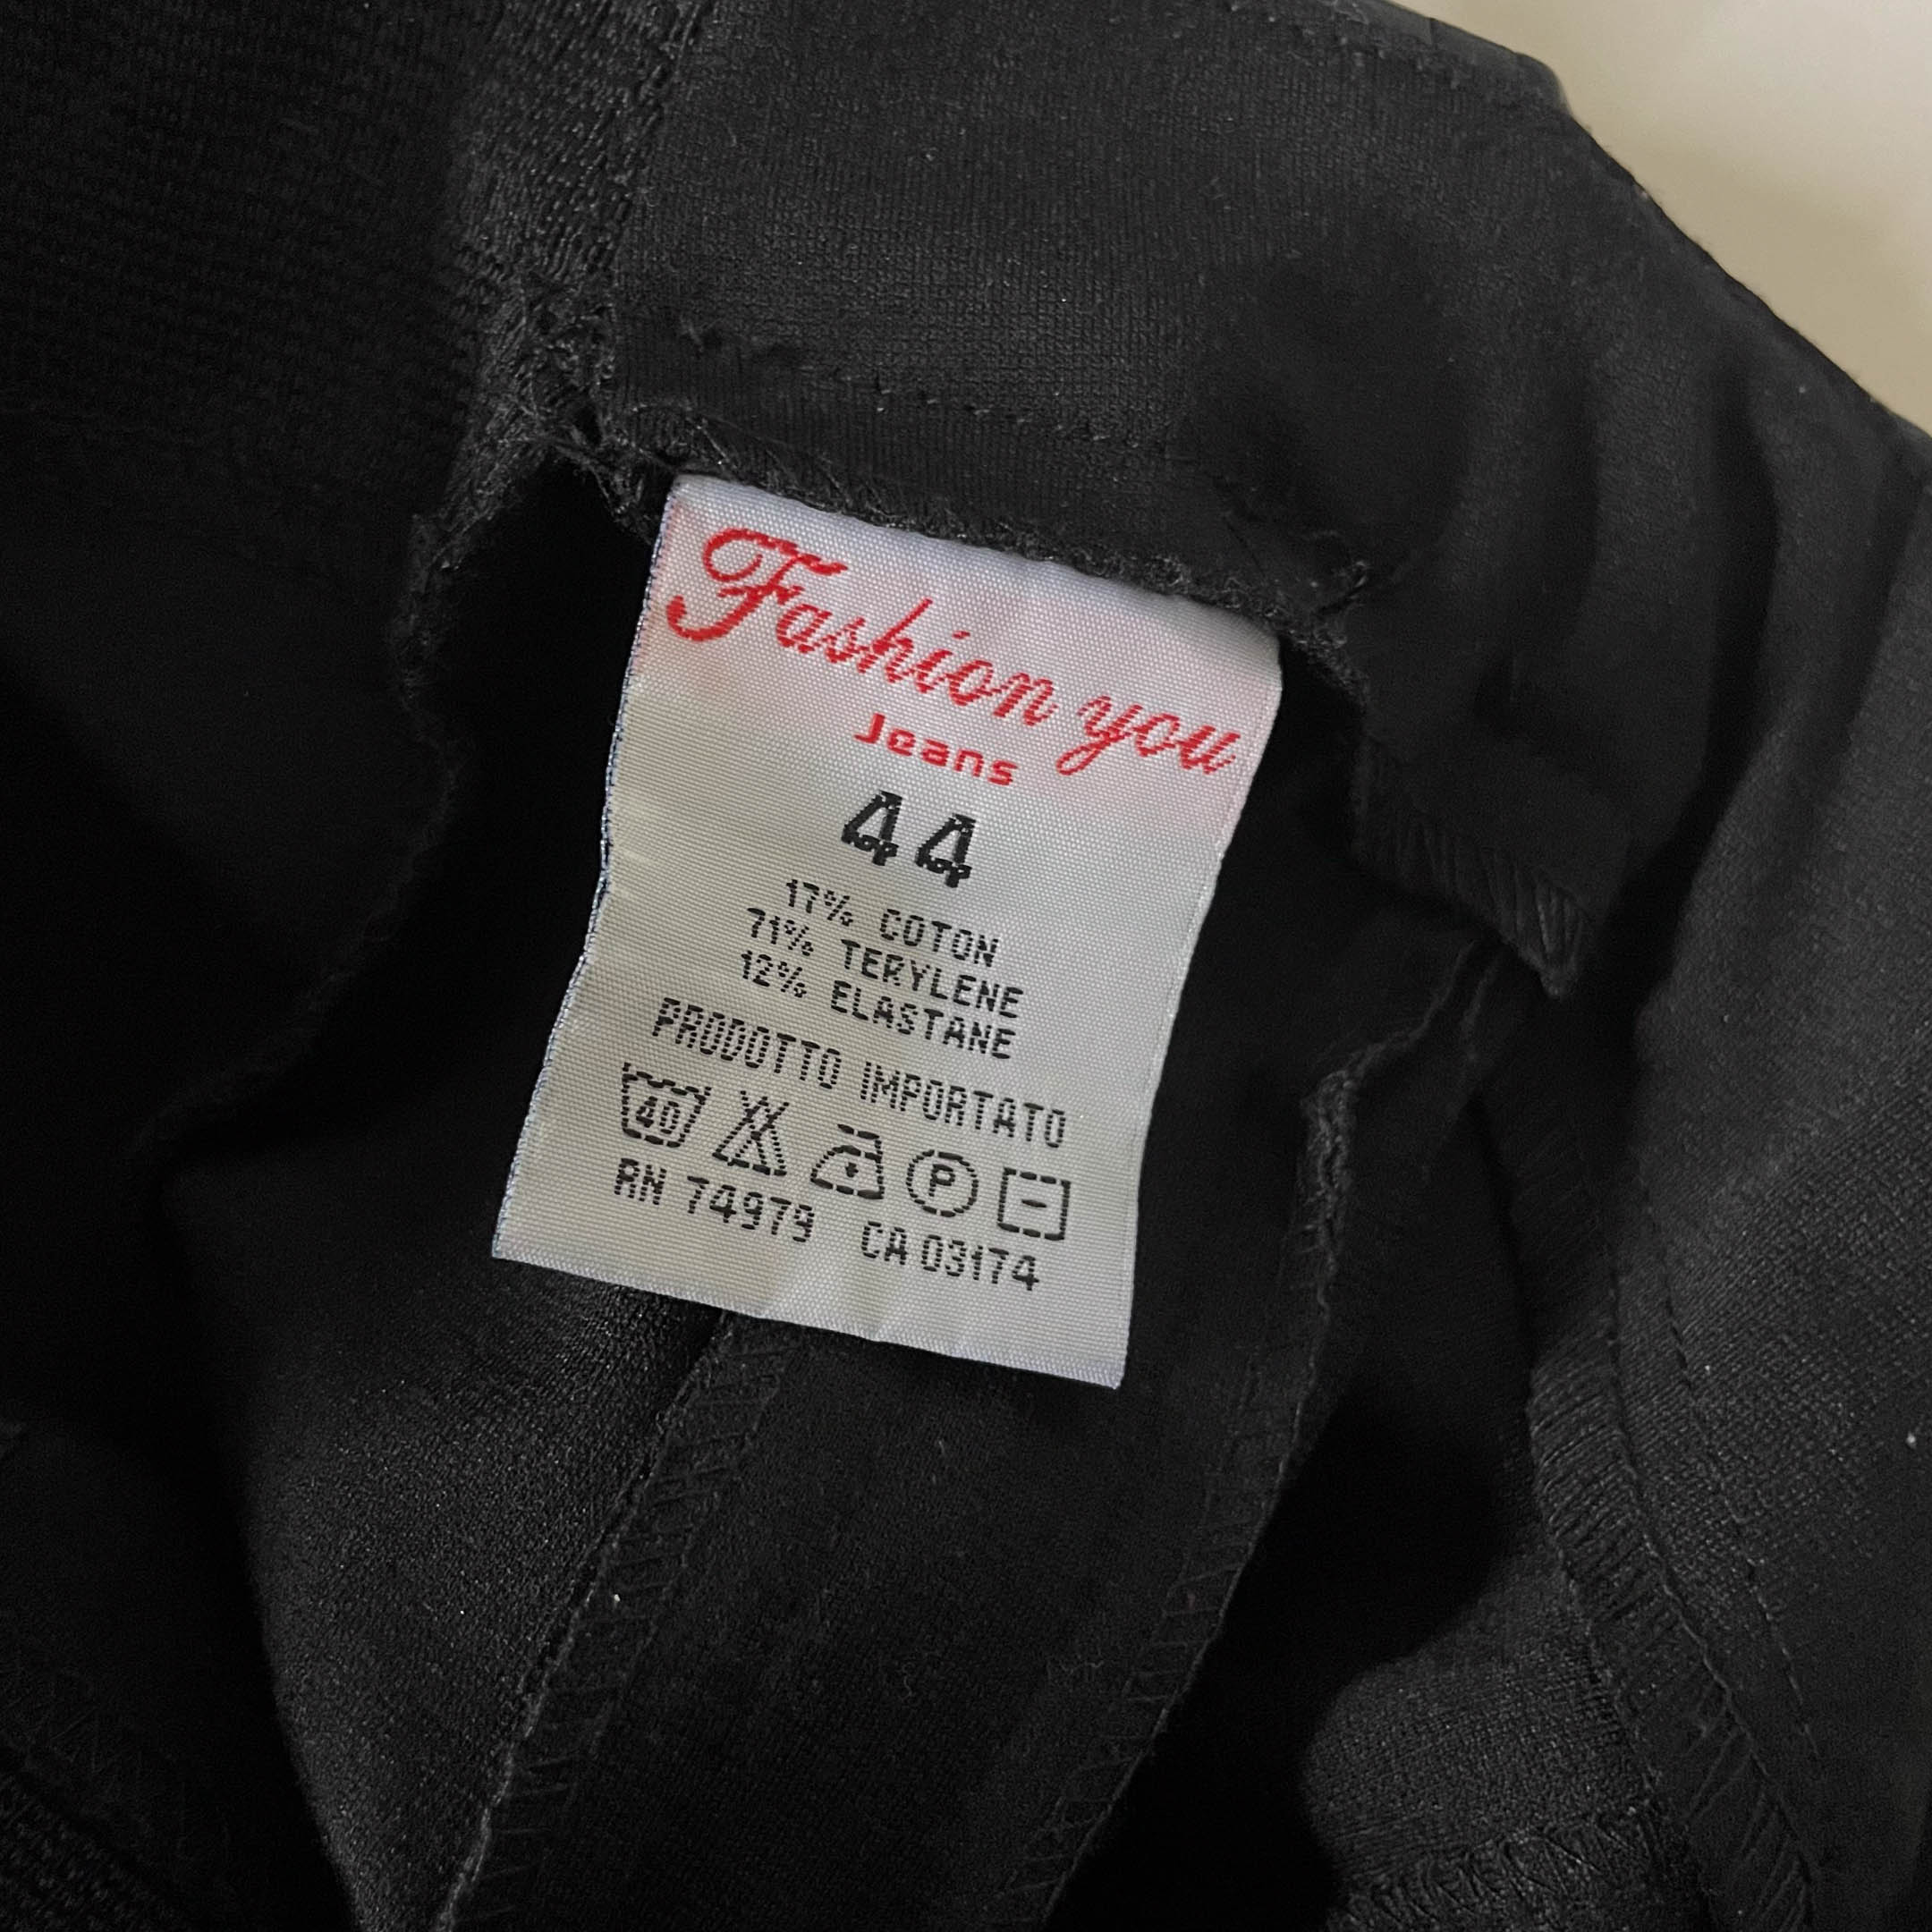 Fashion you
Jeans
44
17% COTON
71% TERYLENE
12% ELASTANE
PRODOTTO IMPORTATO
40 P
RN 74979 CA 03174